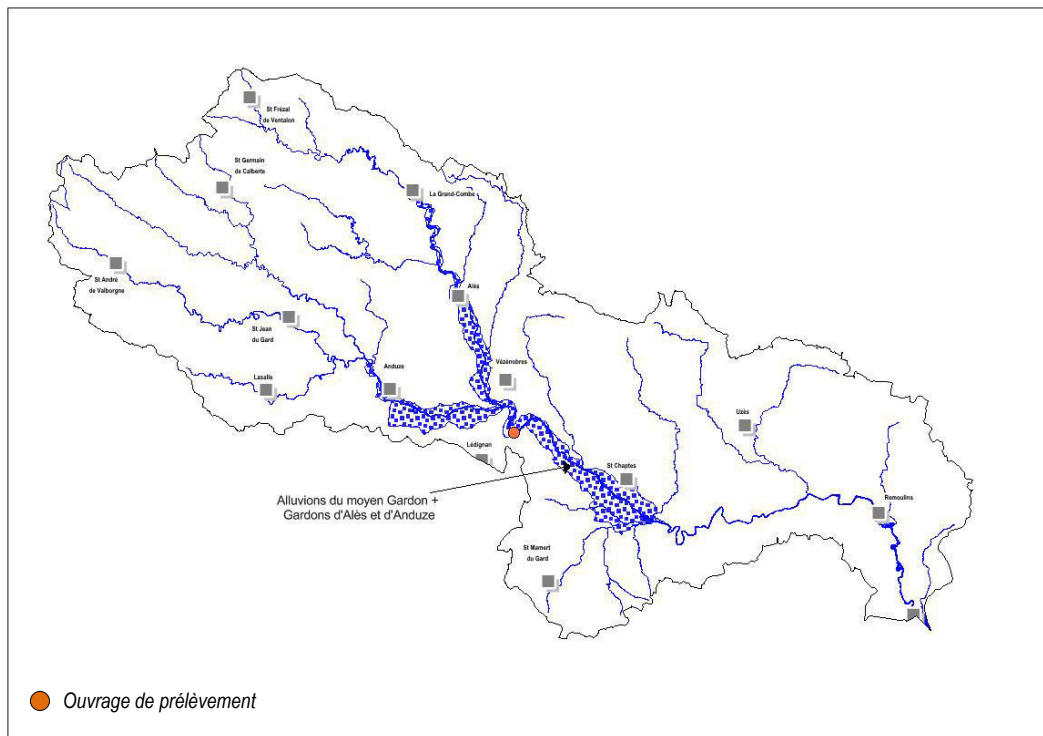 St Frézal
de Ventalon
St Germain
de Calberte
La Grand-Combe
St André
de Valborgne
Alès
St Jean
du Gard
Vézénobres
Anduze
Lasalle
Uzès
Lédignan
St Chaptes
Alluvions du moyen Gardon +
Gardons d'Alès et d'Anduze
Remoulins
St Mamert
du Gard
Ouvrage de prélèvement